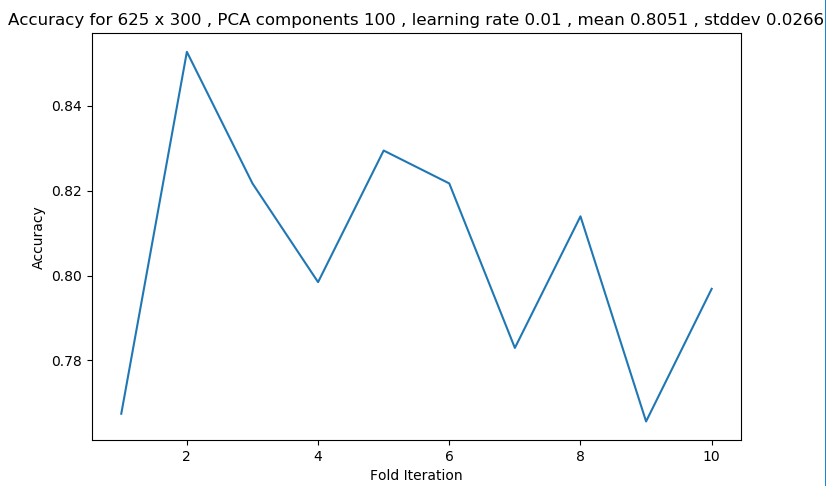 Accuracy for 625 x 300 , PCA components 100 , learning rate 0.01 , mean 0.8051 , stddev 0.0266
0.84
0.82
0.80
0.78
Accuracy
2 4 6 8 10
Fold Iteration